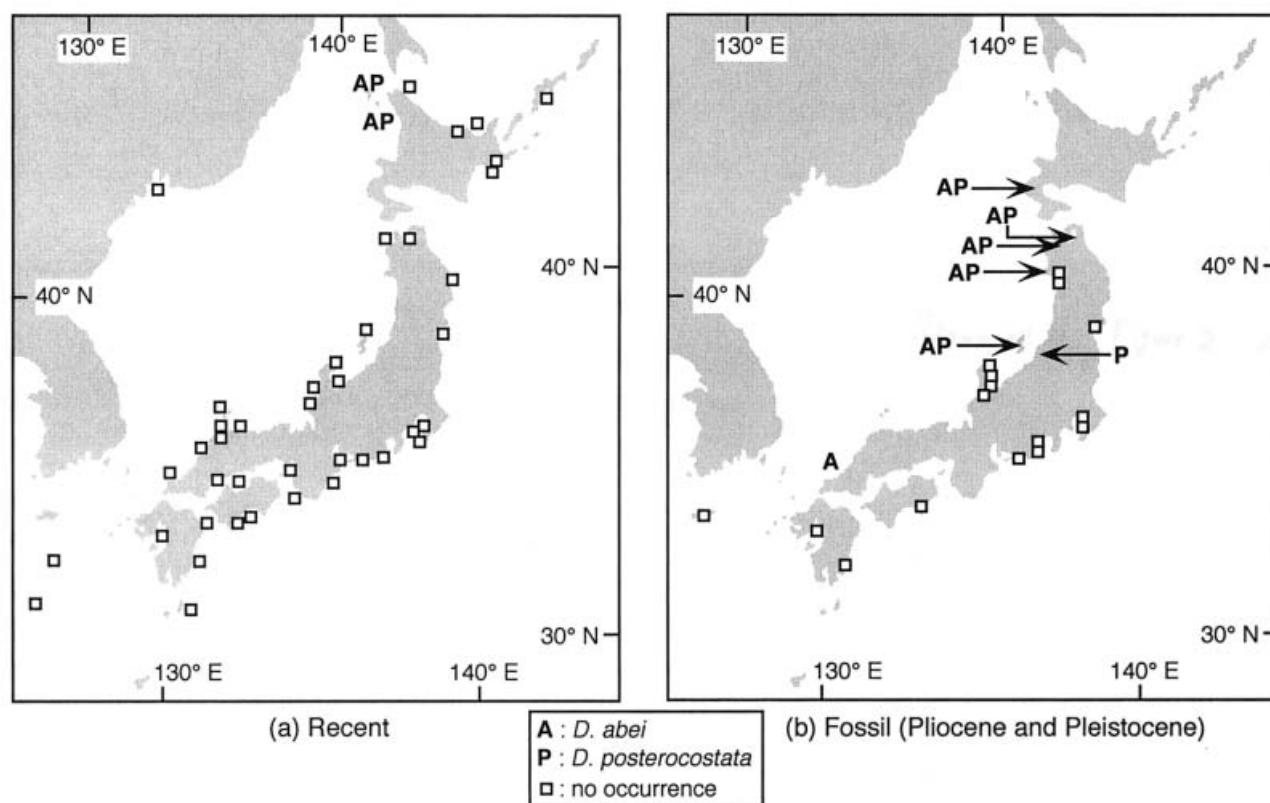 130° E
140° E
AP
AP
40° N
40° N
30° N
130° E
140° E
(a) Recent
130° E
140° E
AP
AP
AP
AP
AP
P
A
40° N
40° N
30° N
130° E
140° E
(b) Fossil (Pliocene and Pleistocene)
A : D. abei
P : D. posterocostata
□ : no occurrence